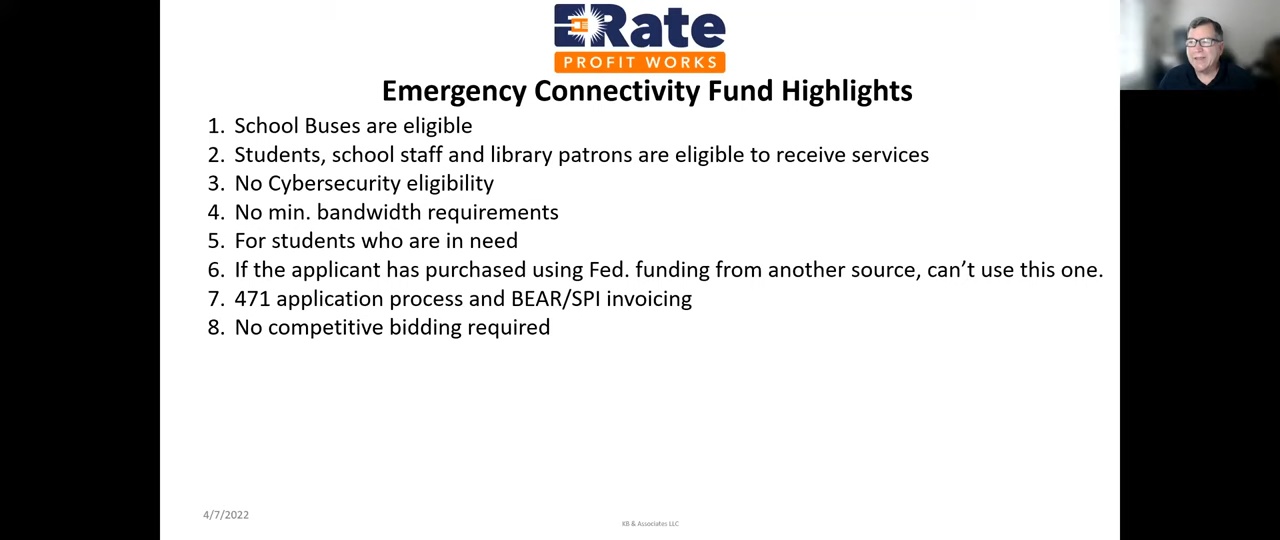 ERate
PROFIT WORKS
Emergency Connectivity Fund Highlights
1. School Buses are eligible
2. Students, school staff and library patrons are eligible to receive services
3. No Cybersecurity eligibility
4. No min. bandwidth requirements
5. For students who are in need
6. If the applicant has purchased using Fed. funding from another source, can’t use this one.
7. 471 application process and BEAR/SPI invoicing
8. No competitive bidding required
4/7/2022
KB & Associates LLC